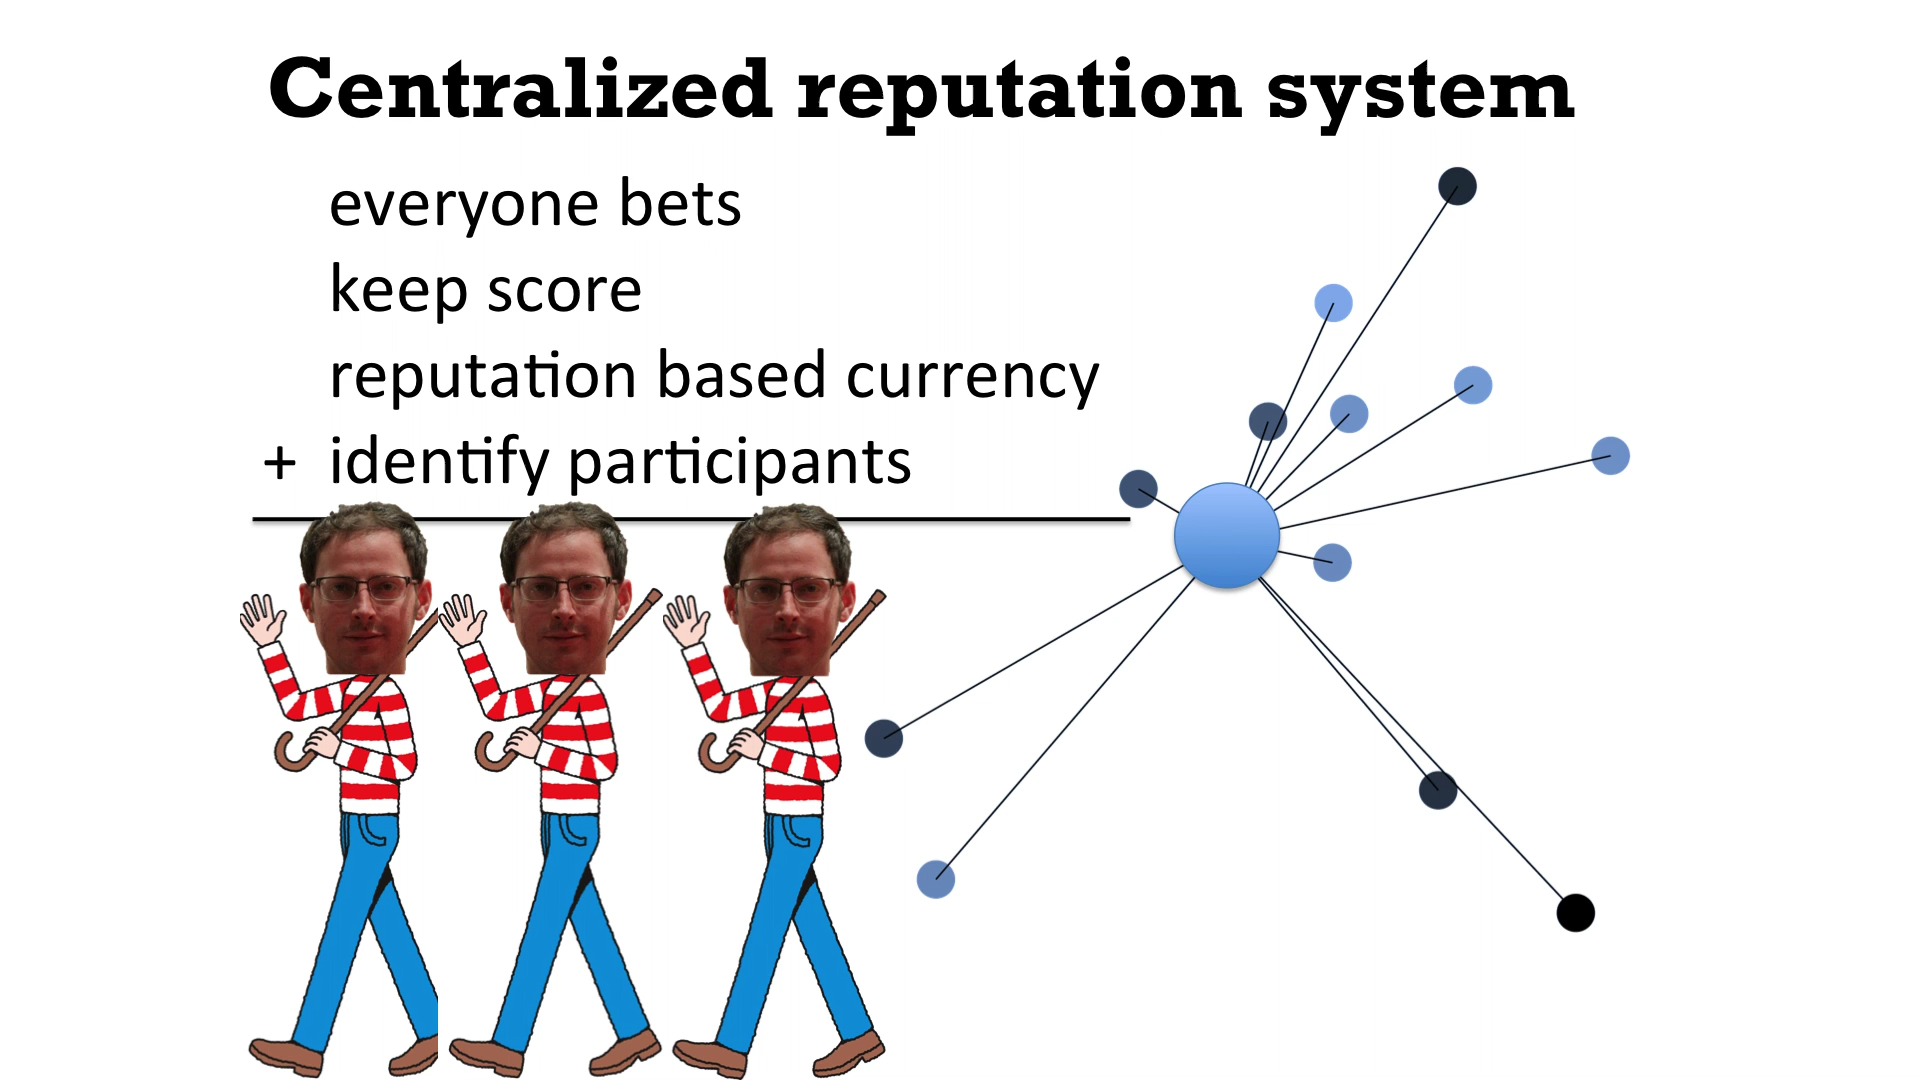 Centralized reputation system
everyone bets
keep score
reputation based currency
+ identify participants